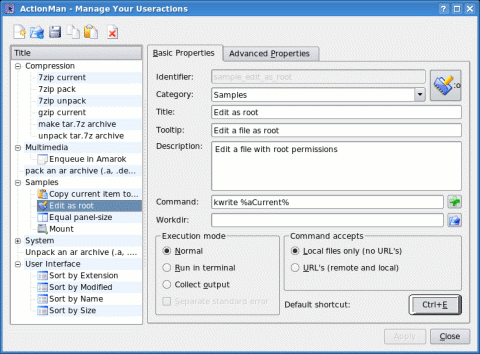 ActionMan - Manage Your Useractions
Title
Compression
7zip current
7zip pack
7zip unpack
gzip current
make tar.7z archive
unpack tar.7z archive
Multimedia
Enqueue in Amarok
pack an ar archive (.a, .de...
Samples
Copy current item to...
Edit as root
Equal panel-size
Mount
System
Unpack an ar archive (.a, ....
User Interface
Sort by Extension
Sort by Modified
Sort by Name
Sort by Size
Basic Properties
Advanced Properties
Identifier: sample_edit_as_root
Category: Samples
Title: Edit as root
Tooltip: Edit a file as root
Description: Edit a file with root permissions
Command: kwrite %aCurrent%
Workdir:
Execution mode
Normal
Run in terminal
Collect output
Separate standard error
Command accepts
Local files only (no URL's)
URL's (remote and local)
Default shortcut: Ctrl+E
Apply
Close